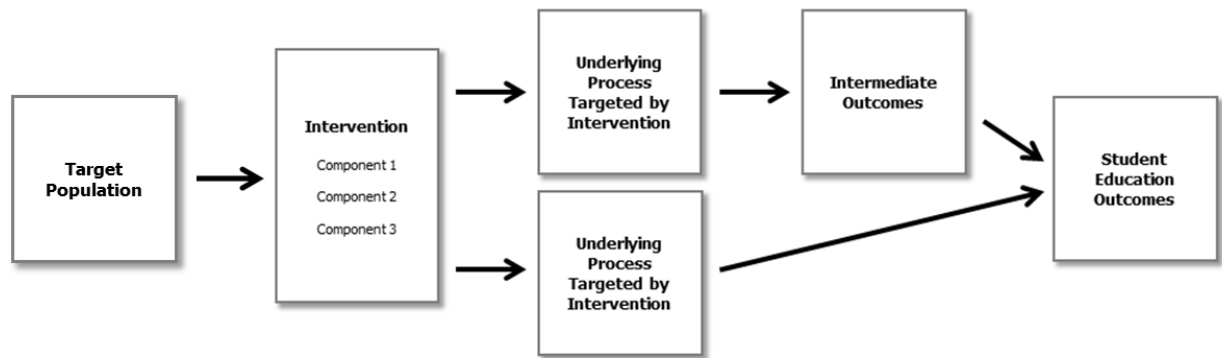 Target
Population
Intervention
Component 1
Component 2
Component 3
Underlying
Process
Targeted by
Intervention
Intermediate
Outcomes
Underlying
Process
Targeted by
Intervention
Student
Education
Outcomes